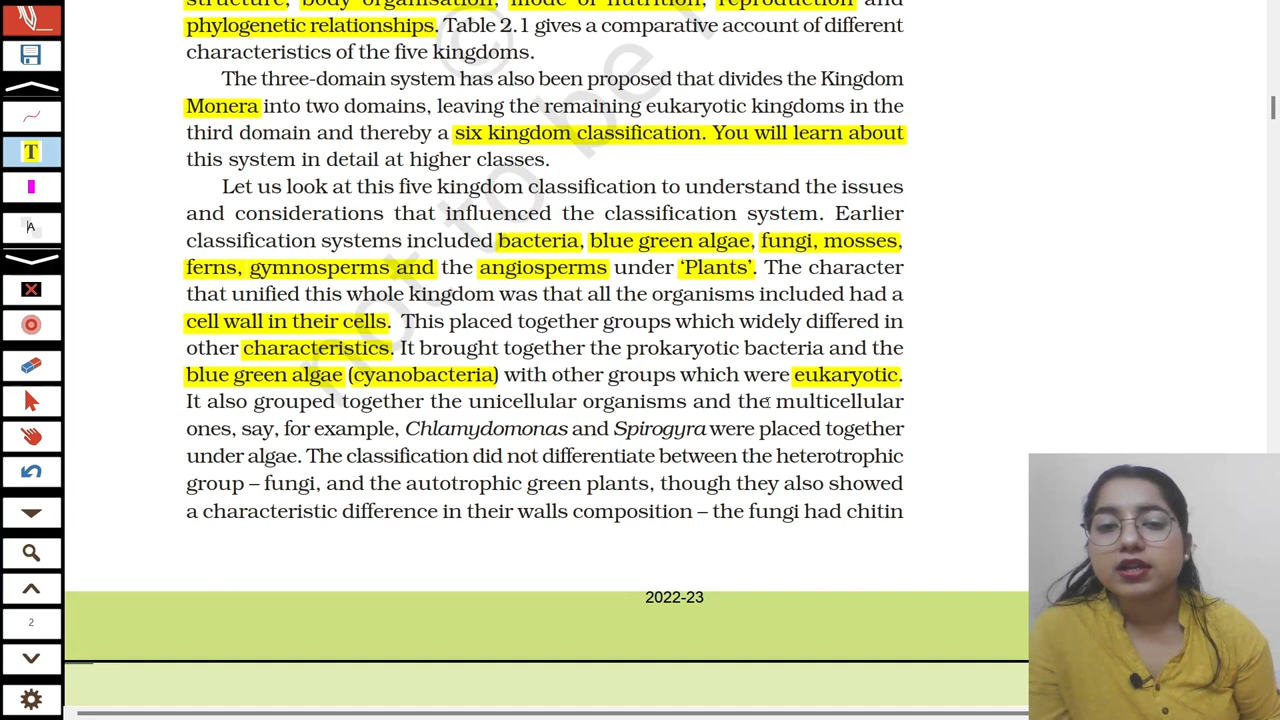 structure, body organisation, mode of nutrition, reproduction and
phylogenetic relationships. Table 2.1 gives a comparative account of different
characteristics of the five kingdoms.
The three-domain system has also been proposed that divides the Kingdom
Monera into two domains, leaving the remaining eukaryotic kingdoms in the
third domain and thereby a six kingdom classification. You will learn about
this system in detail at higher classes.
Let us look at this five kingdom classification to understand the issues
and considerations that influenced the classification system. Earlier
classification systems included bacteria, blue green algae, fungi, mosses,
ferns, gymnosperms and the angiosperms under ‘Plants’. The character
that unified this whole kingdom was that all the organisms included had a
cell wall in their cells. This placed together groups which widely differed in
other characteristics. It brought together the prokaryotic bacteria and the
blue green algae (cyanobacteria) with other groups which were eukaryotic.
It also grouped together the unicellular organisms and the multicellular
ones, say, for example, Chlamydomonas and Spirogyra were placed together
under algae. The classification did not differentiate between the heterotrophic
group – fungi, and the autotrophic green plants, though they also showed
a characteristic difference in their walls composition – the fungi had chitin
2022-23
© not to be
T
A
2